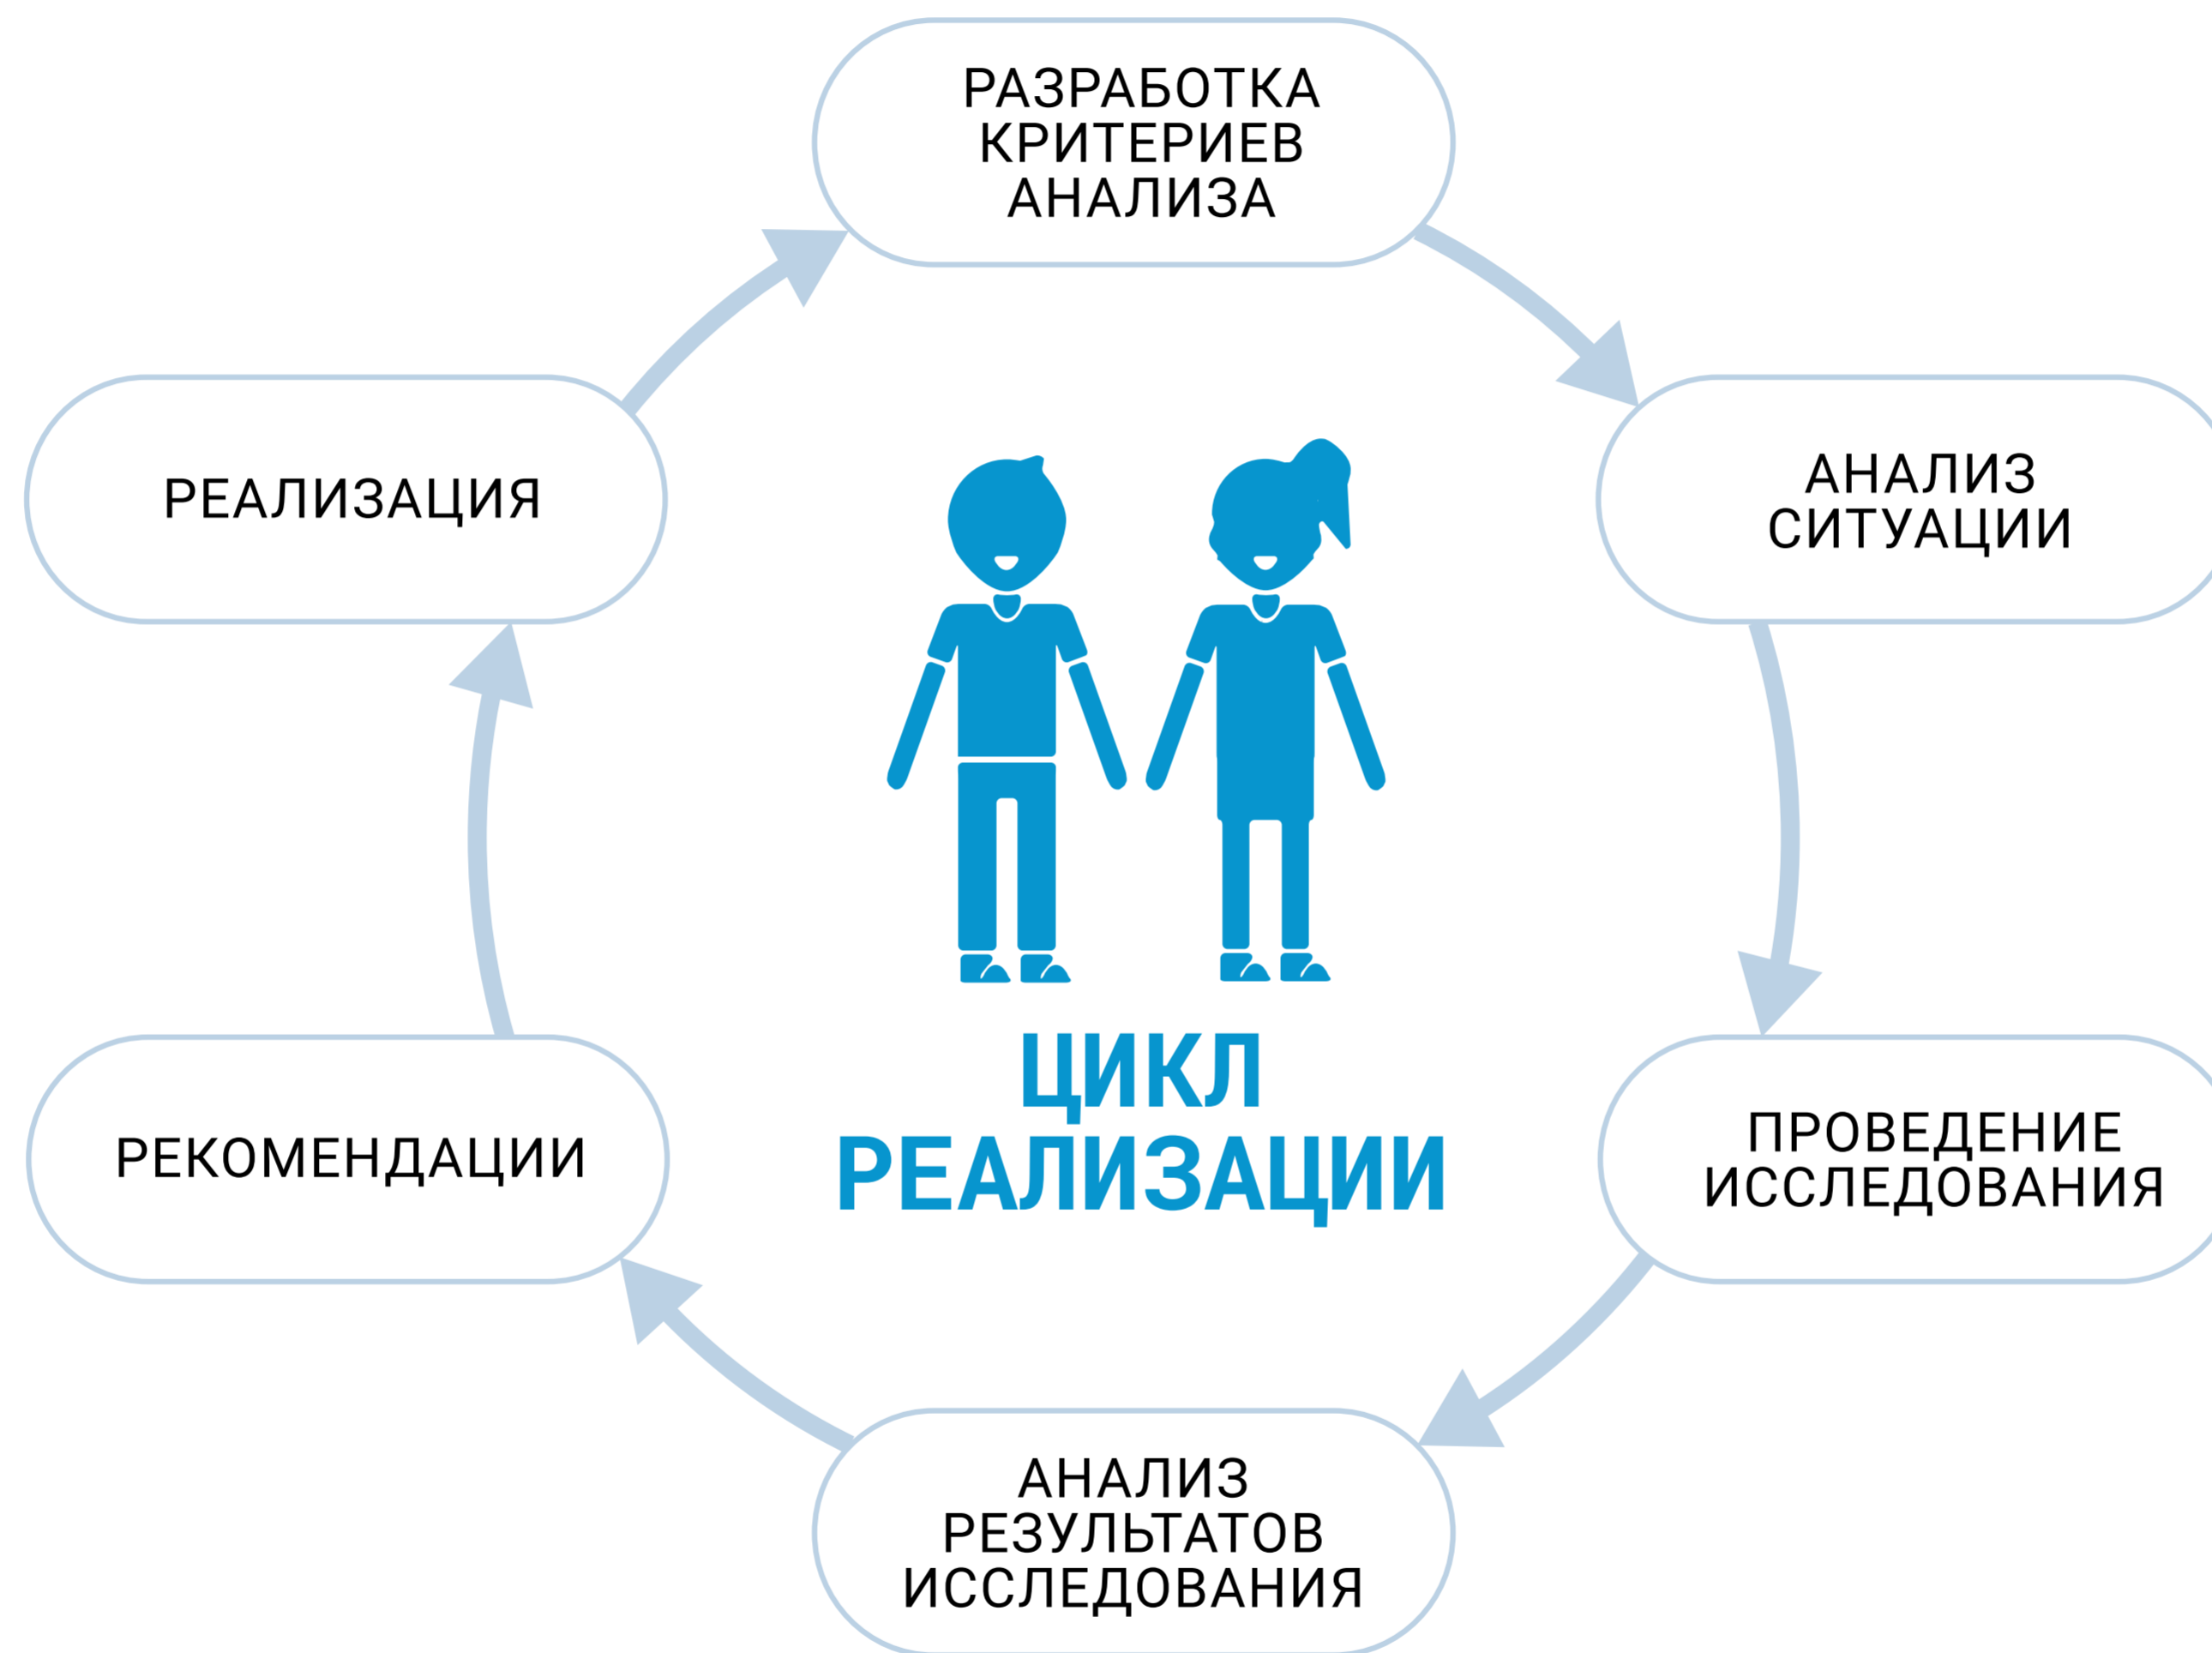 РАЗРАБОТКА
КРИТЕРИЕВ
АНАЛИЗА
АНАЛИЗ
СИТУАЦИИ
ПРОВЕДЕНИЕ
ИССЛЕДОВАНИЯ
АНАЛИЗ
РЕЗУЛЬТАТОВ
ИССЛЕДОВАНИЯ
РЕКОМЕНДАЦИИ
РЕАЛИЗАЦИЯ
ЦИКЛ
РЕАЛИЗАЦИИ